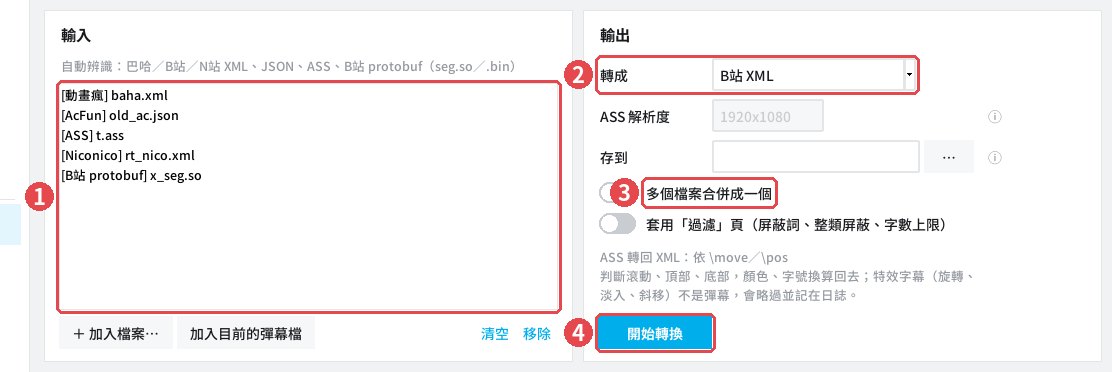 輸入
自動辨識：巴哈／B站／N站 XML、JSON、ASS、B站 protobuf（seg.so／.bin）
[動畫瘋] baha.xml
[AcFun] old_ac.json
[ASS] t.ass
[Niconico] rt_nico.xml
[B站 protobuf] x_seg.so
1
＋ 加入檔案…
加入目前的彈幕檔
清空
移除
輸出
2
轉成
B站 XML
ASS 解析度
1920x1080
存到
…
3
多個檔案合併成一個
套用「過濾」頁（屏蔽詞、整類屏蔽、字數上限）
ASS 轉回 XML：依 \move／\pos
判斷滾動、頂部、底部，顏色、字號換算回去；特效字幕（旋轉、
淡入、斜移）不是彈幕，會略過並記在日誌。
4
開始轉換